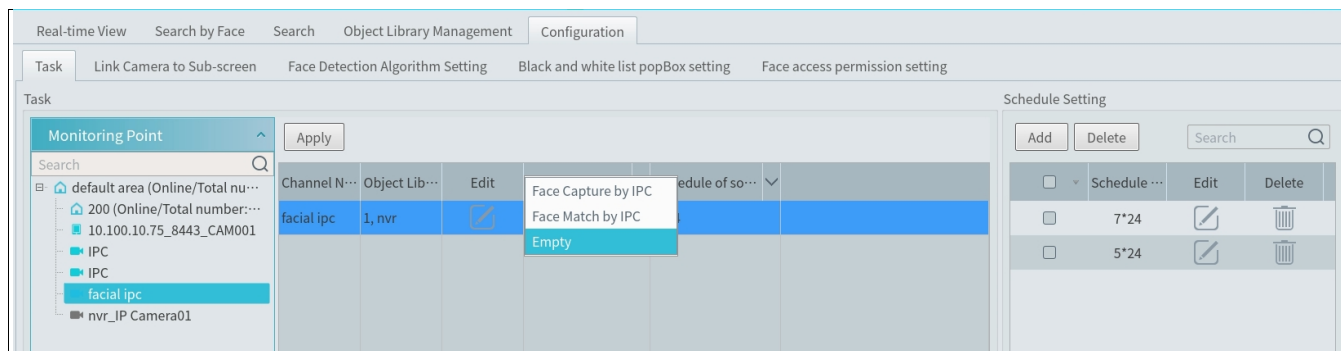 Real-time View Search by Face Search Object Library Management Configuration
Task Link Camera to Sub-screen Face Detection Algorithm Setting Black and white list popBox setting Face access permission setting
Task
Monitoring Point
Search
default area (Online/Total nu···
200 (Online/Total number:···
10.100.10.75_8443_CAM001
IPC
IPC
facial ipc
nvr_IP Camera01
Apply
Channel N··· Object Lib··· Edit edule of so···
facial ipc 1, nvr
Face Capture by IPC
Face Match by IPC
Empty
Schedule Setting
Add Delete Search
Schedule ··· Edit Delete
7*24
5*24